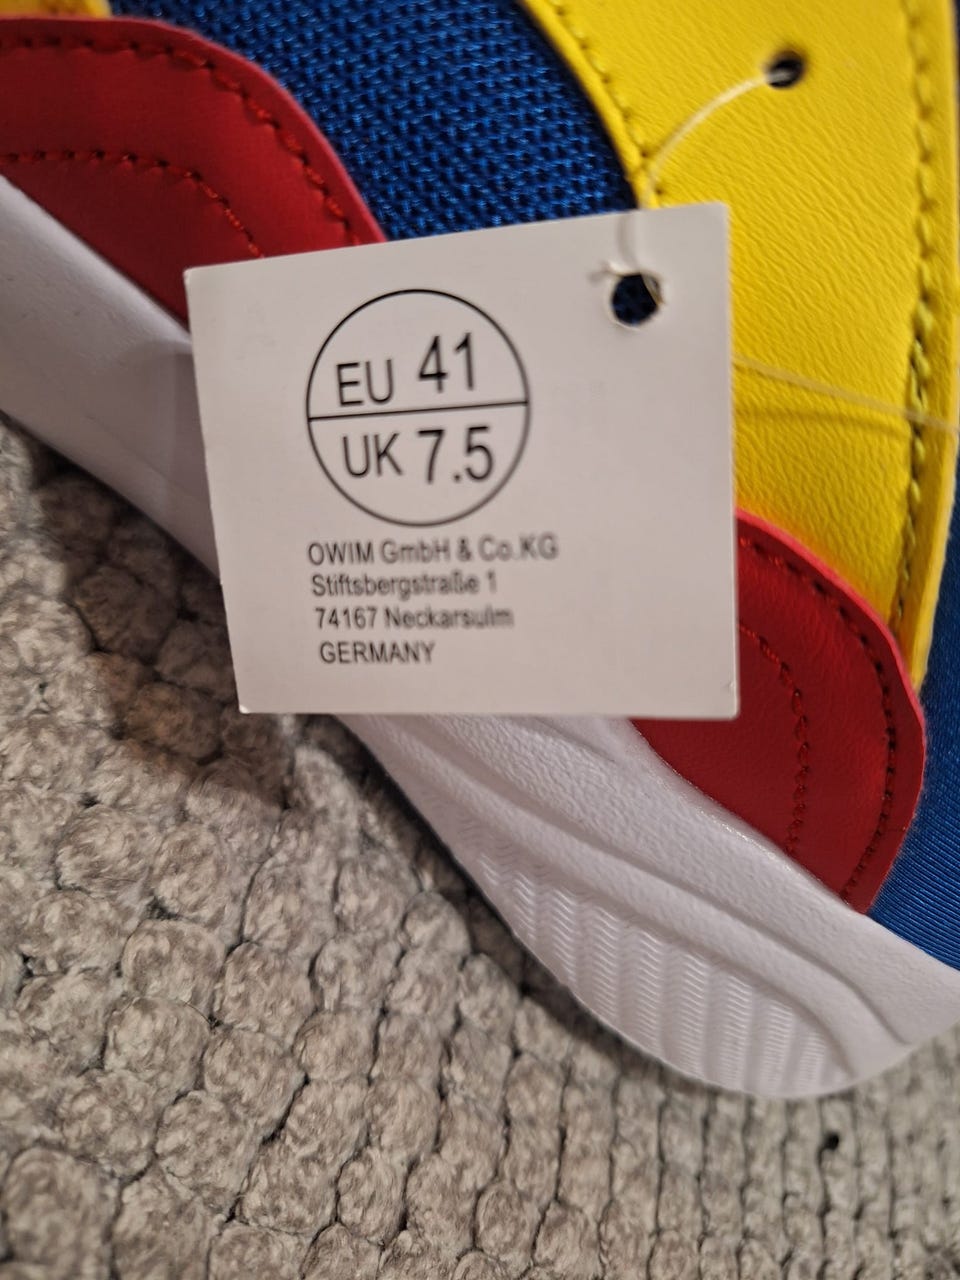 EU 41
UK 7.5
OWIM GmbH & Co.KG
Stiftsbergstraße 1
74167 Neckarsulm
GERMANY